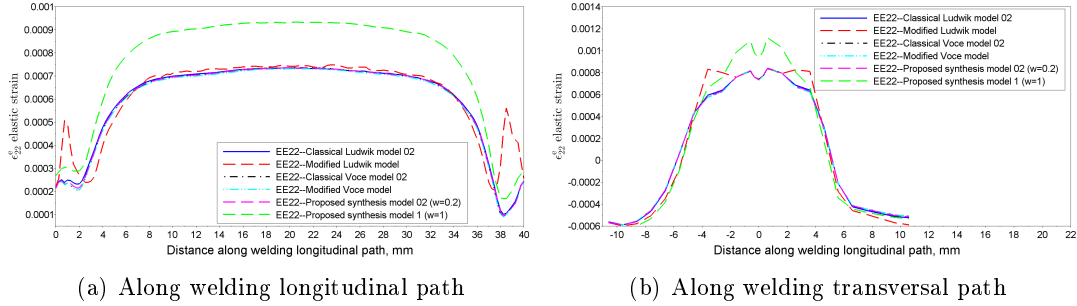 0.001
0.0009
0.0008
0.0007
0.0006
0.0005
0.0004
0.0003
0.0002
0.0001
ϵᵉ₂₂ elastic strain
EE22--Classical Ludwik model 02
EE22--Modified Ludwik model
EE22--Classical Voce model 02
EE22--Modified Voce model
EE22--Proposed synthesis model 02 (w=0.2)
EE22--Proposed synthesis model 1 (w=1)
0 2 4 6 8 10 12 14 16 18 20 22 24 26 28 30 32 34 36 38 40
Distance along welding longitudinal path, mm
(a) Along welding longitudinal path
0.0014
0.0012
0.001
0.0008
0.0006
0.0004
0.0002
0
-0.0002
-0.0004
-0.0006
ϵᵉ₂₂ elastic strain
EE22--Classical Ludwik model 02
EE22--Modified Ludwik model
EE22--Classical Voce model 02
EE22--Modified Voce model
EE22--Proposed synthesis model 02 (w=0.2)
EE22--Proposed synthesis model 1 (w=1)
-10 -8 -6 -4 -2 0 2 4 6 8 10 12 14 16 18 20 22
Distance along welding longitudinal path, mm
(b) Along welding transversal path